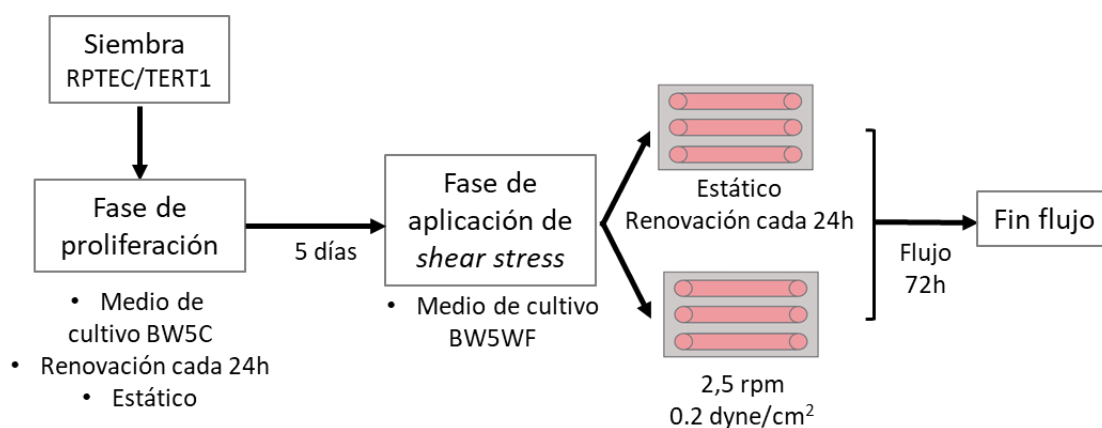 Siembra
RPTEC/TERT1
Fase de
proliferación
• Medio de
cultivo BW5C
• Renovación cada 24h
• Estático
5 días
Fase de
aplicación de
shear stress
• Medio de cultivo
BW5WF
Estático
Renovación cada 24h
2,5 rpm
0.2 dyne/cm²
Flujo
72h
Fin flujo